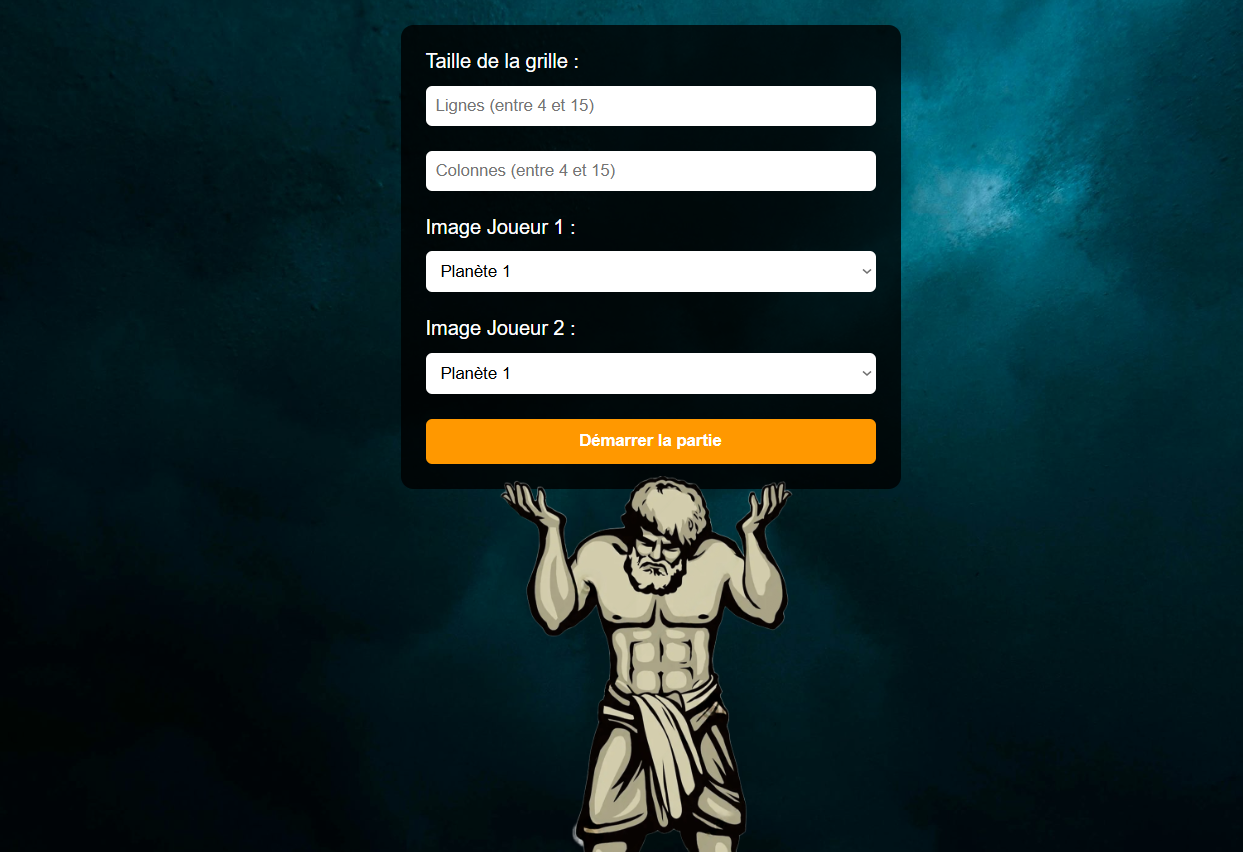 Taille de la grille :
Lignes (entre 4 et 15)
Colonnes (entre 4 et 15)
Image Joueur 1 :
Planète 1
Image Joueur 2 :
Planète 1
Démarrer la partie